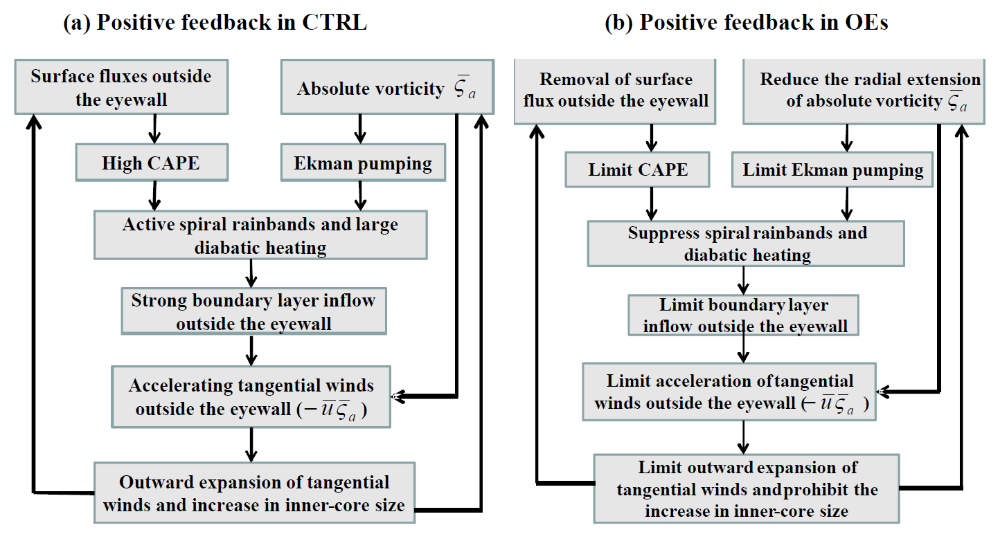 (a) Positive feedback in CTRL
Surface fluxes outside
the eyewall
Absolute vorticity ς̅ₐ
High CAPE
Ekman pumping
Active spiral rainbands and large
diabatic heating
Strong boundary layer inflow
outside the eyewall
Accelerating tangential winds
outside the eyewall (− u̅ ς̅ₐ )
Outward expansion of tangential
winds and increase in inner-core size
(b) Positive feedback in OEs
Removal of surface
flux outside the eyewall
Reduce the radial extension
of absolute vorticity ς̅ₐ
Limit CAPE
Limit Ekman pumping
Suppress spiral rainbands and
diabatic heating
Limit boundary layer
inflow outside the eyewall
Limit acceleration of tangential
winds outside the eyewall (− u̅ ς̅ₐ )
Limit outward expansion of
tangential winds and prohibit the
increase in inner-core size